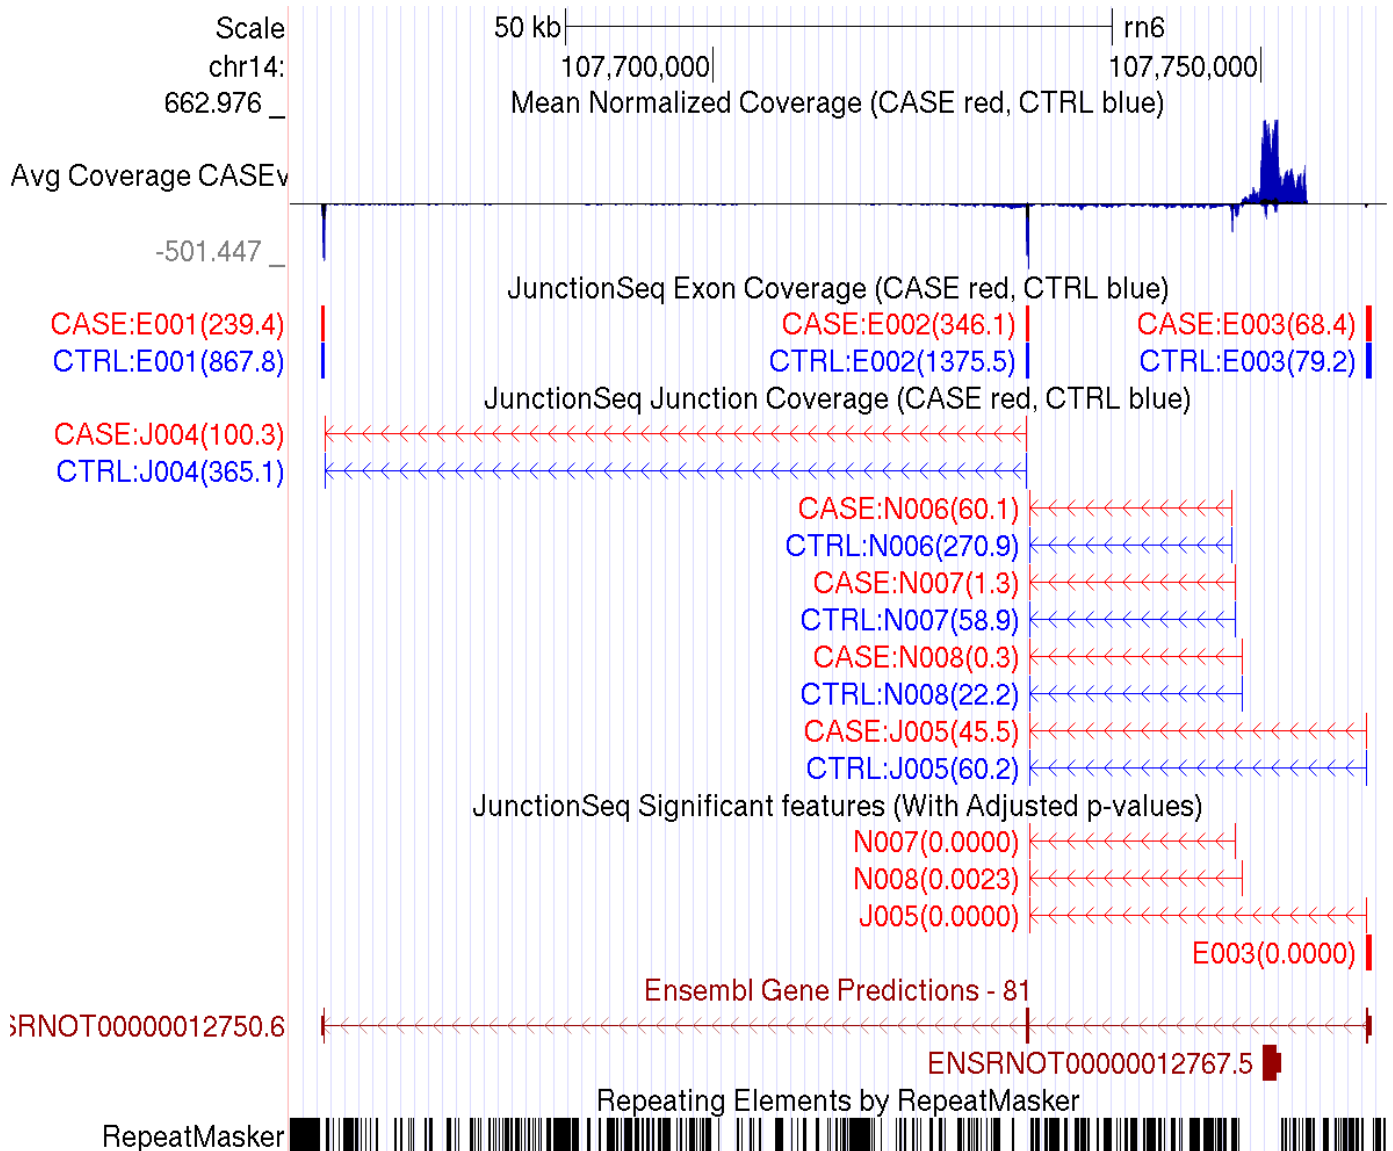 Scale 50 kb rn6
chr14: 107,700,000 107,750,000
662.976 _ Mean Normalized Coverage (CASE red, CTRL blue)
Avg Coverage CASEv
-501.447 _
JunctionSeq Exon Coverage (CASE red, CTRL blue)
CASE:E001(239.4) CASE:E002(346.1) CASE:E003(68.4)
CTRL:E001(867.8) CTRL:E002(1375.5) CTRL:E003(79.2)
JunctionSeq Junction Coverage (CASE red, CTRL blue)
CASE:J004(100.3)
CTRL:J004(365.1)
CASE:N006(60.1)
CTRL:N006(270.9)
CASE:N007(1.3)
CTRL:N007(58.9)
CASE:N008(0.3)
CTRL:N008(22.2)
CASE:J005(45.5)
CTRL:J005(60.2)
JunctionSeq Significant features (With Adjusted p-values)
N007(0.0000)
N008(0.0023)
J005(0.0000)
E003(0.0000)
Ensembl Gene Predictions - 81
SRNOT00000012750.6
ENSRNOT00000012767.5
Repeating Elements by RepeatMasker
RepeatMasker